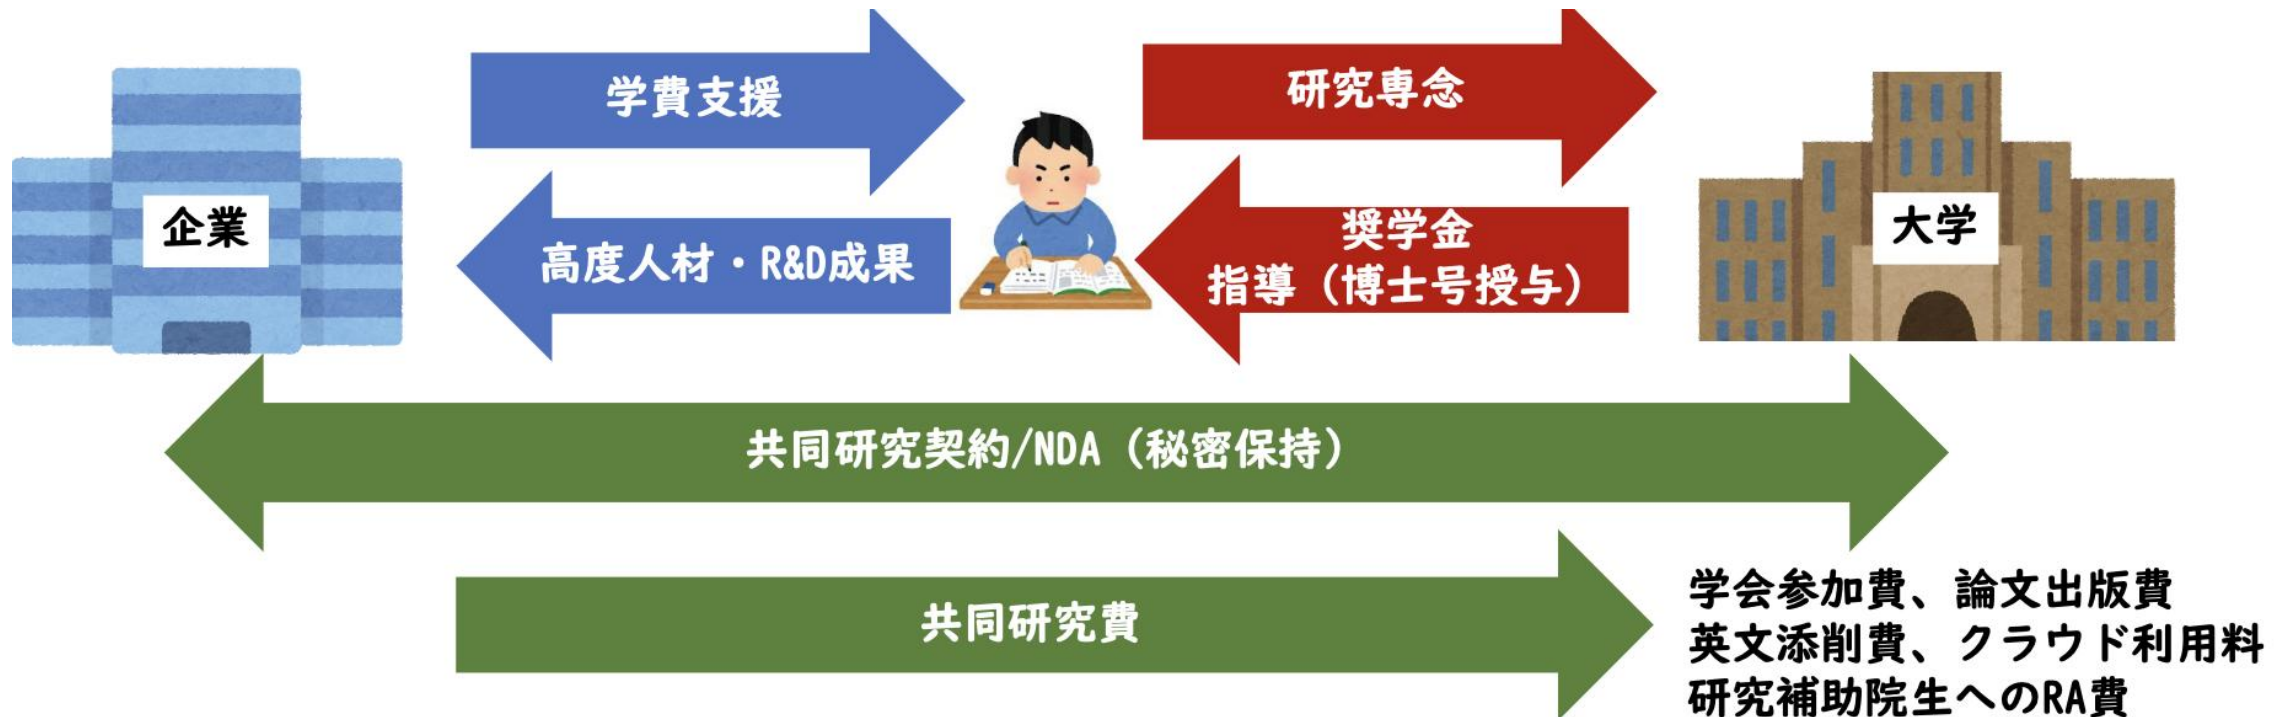 学費支援
研究専念
企業
大学
高度人材・R&D成果
奨学金
指導（博士号授与）
共同研究契約/NDA（秘密保持）
共同研究費
学会参加費、論文出版費
英文添削費、クラウド利用料
研究補助院生へのRA費